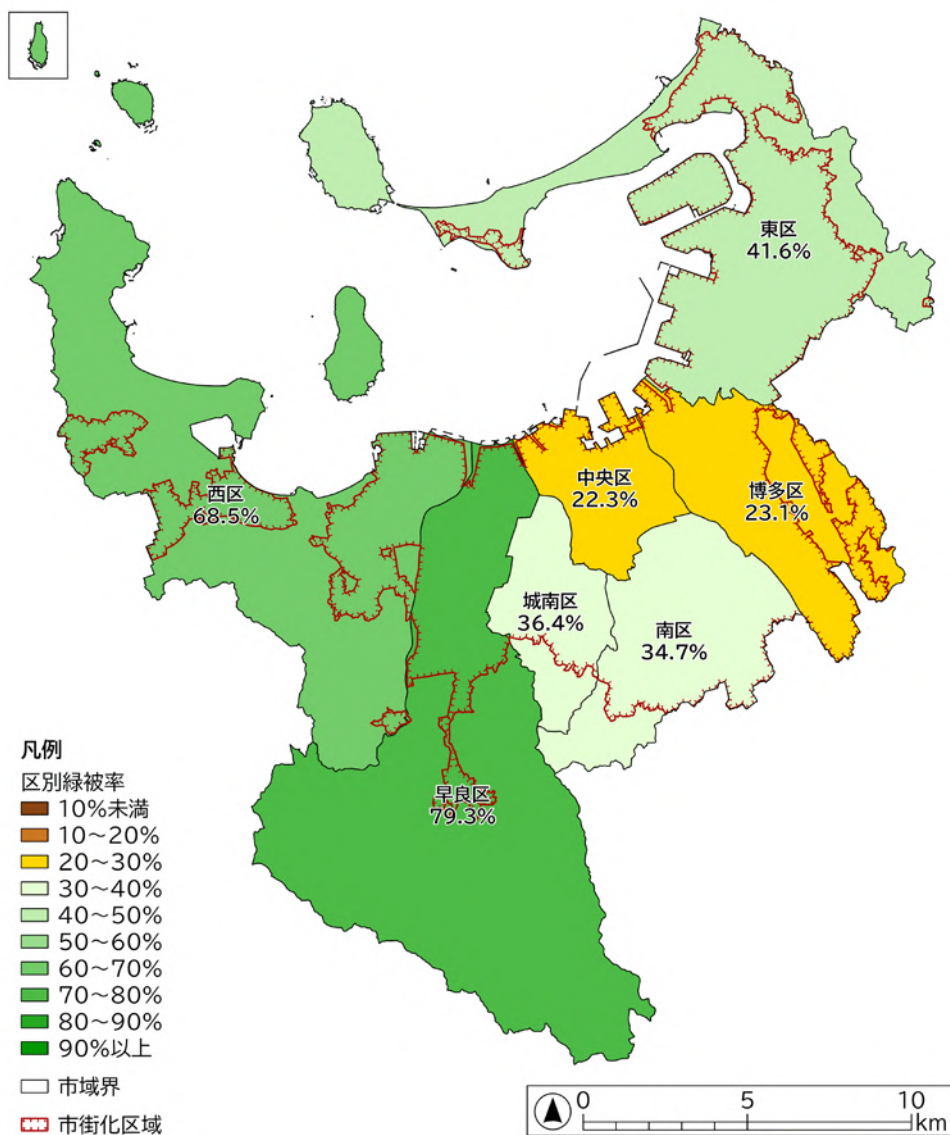 東区
41.6%
中央区
22.3%
博多区
23.1%
西区
68.5%
城南区
36.4%
南区
34.7%
早良区
79.3%
凡例
区別緑被率
10%未満
10～20%
20～30%
30～40%
40～50%
50～60%
60～70%
70～80%
80～90%
90%以上
市域界
市街化区域
0 5 10
km